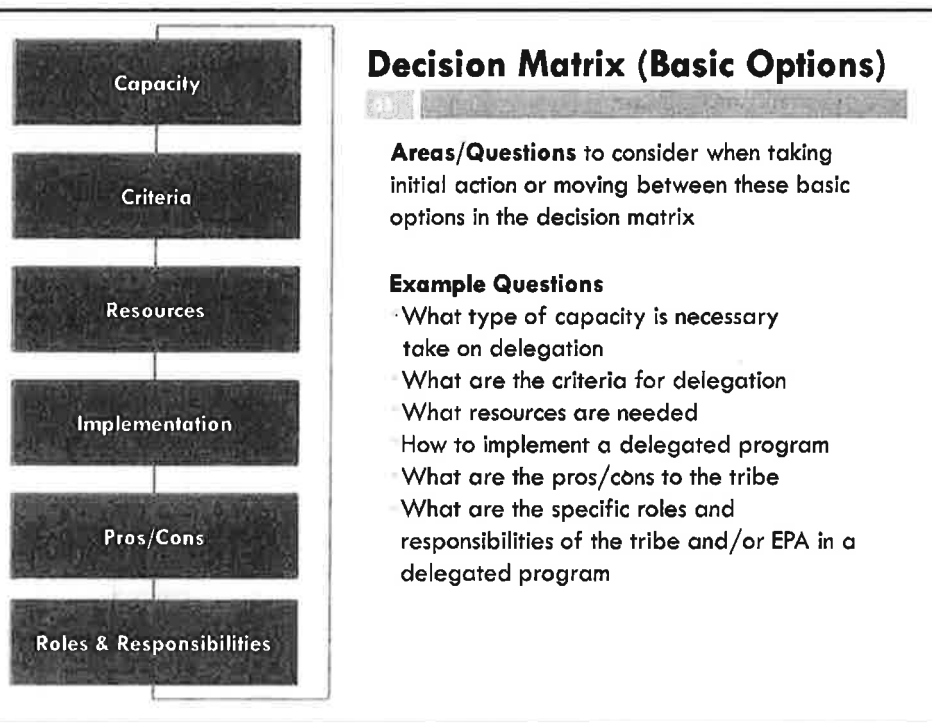 Capacity
Criteria
Resources
Implementation
Pros/Cons
Roles & Responsibilities
Decision Matrix (Basic Options)
Areas/Questions to consider when taking
initial action or moving between these basic
options in the decision matrix
Example Questions
What type of capacity is necessary
take on delegation
What are the criteria for delegation
What resources are needed
How to implement a delegated program
What are the pros/cons to the tribe
What are the specific roles and
responsibilities of the tribe and/or EPA in a
delegated program